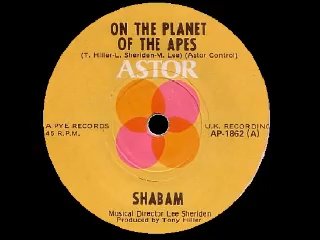 ON THE PLANET
OF THE APES
(T. Hiller-L. Sheriden-M. Lee) (Astor Control)
ASTOR
A PYE RECORDS
45 R.P.M.
U.K. RECORDING
AP-1862 (A)
SHABAM
Musical Director Lee Sheriden
Produced by Tony Hiller